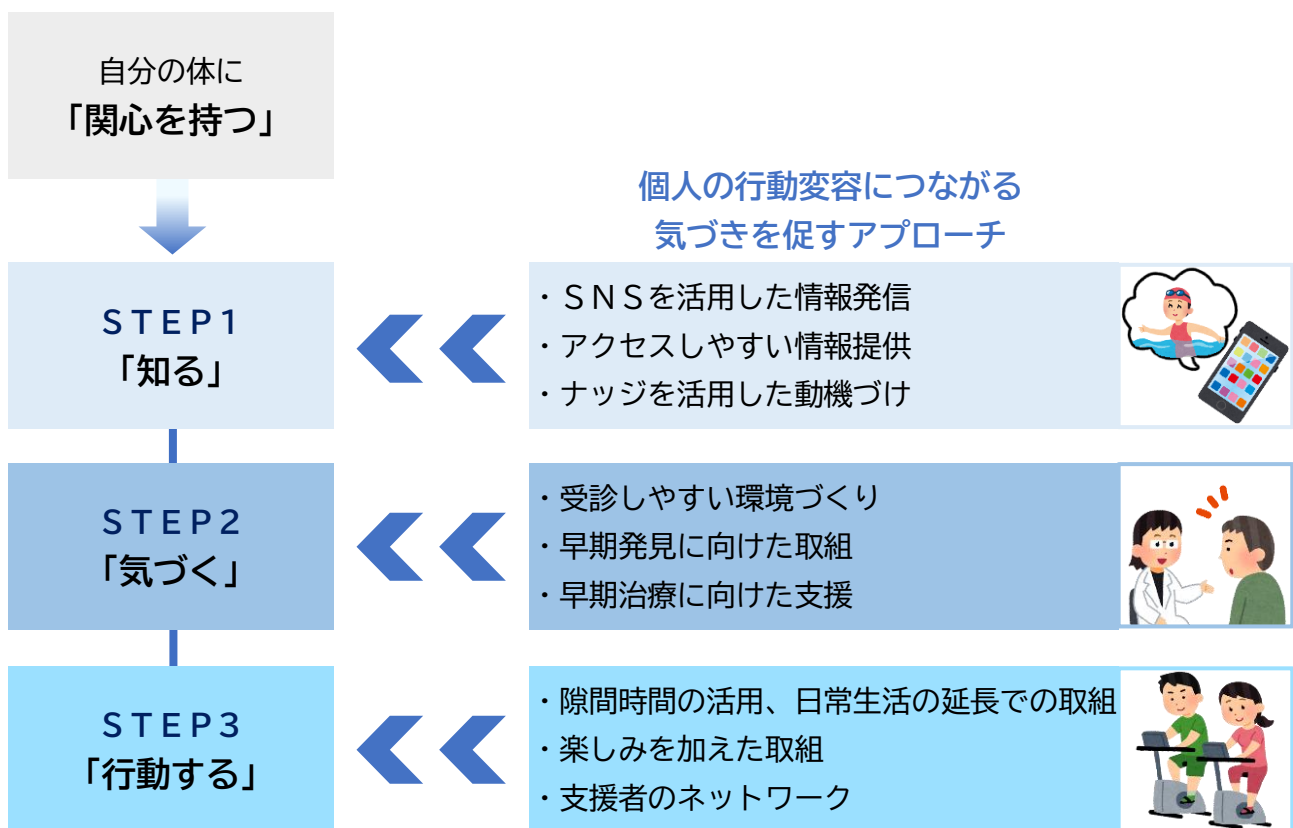 自分の体に
「関心を持つ」
個人の行動変容につながる
気づきを促すアプローチ
ＳＴＥＰ１
「知る」
・ＳＮＳを活用した情報発信
・アクセスしやすい情報提供
・ナッジを活用した動機づけ
ＳＴＥＰ２
「気づく」
・受診しやすい環境づくり
・早期発見に向けた取組
・早期治療に向けた支援
ＳＴＥＰ３
「行動する」
・隙間時間の活用、日常生活の延長での取組
・楽しみを加えた取組
・支援者のネットワーク